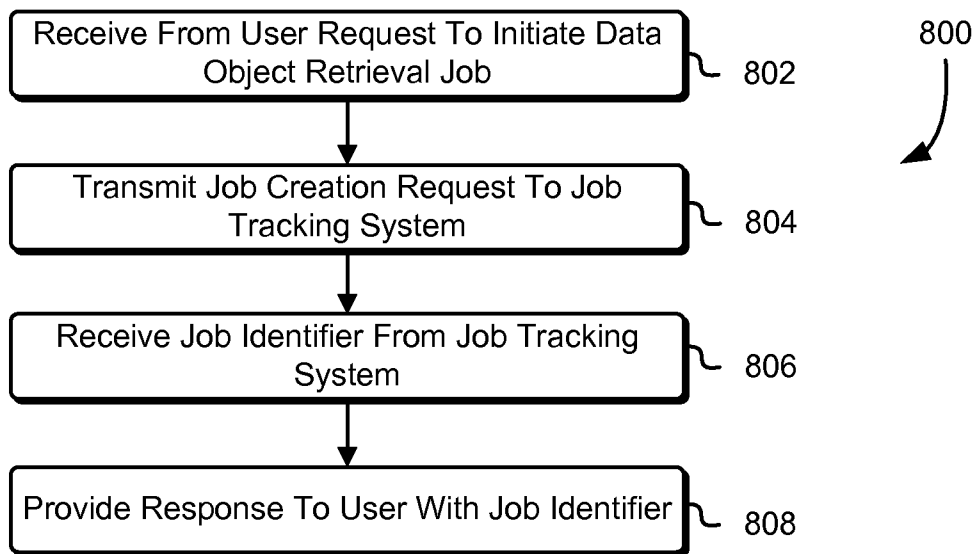 Receive From User Request To Initiate Data
Object Retrieval Job
802
800
Transmit Job Creation Request To Job
Tracking System
804
Receive Job Identifier From Job Tracking
System
806
Provide Response To User With Job Identifier
808